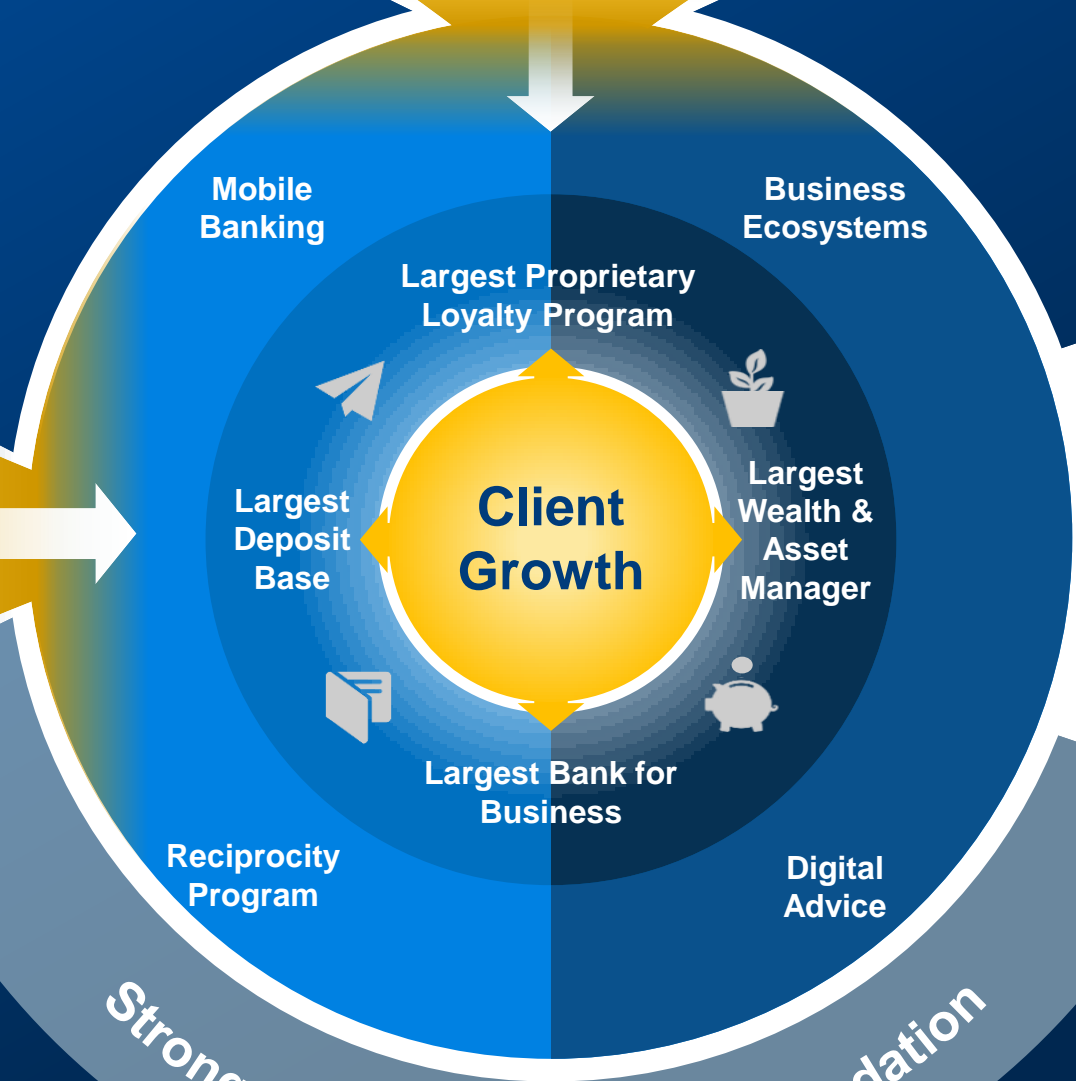 Mobile
Banking
Business
Ecosystems
Largest Proprietary
Loyalty Program
Largest
Deposit
Base
Client
Growth
Largest
Wealth &
Asset
Manager
Largest Bank for
Business
Reciprocity
Program
Digital
Advice